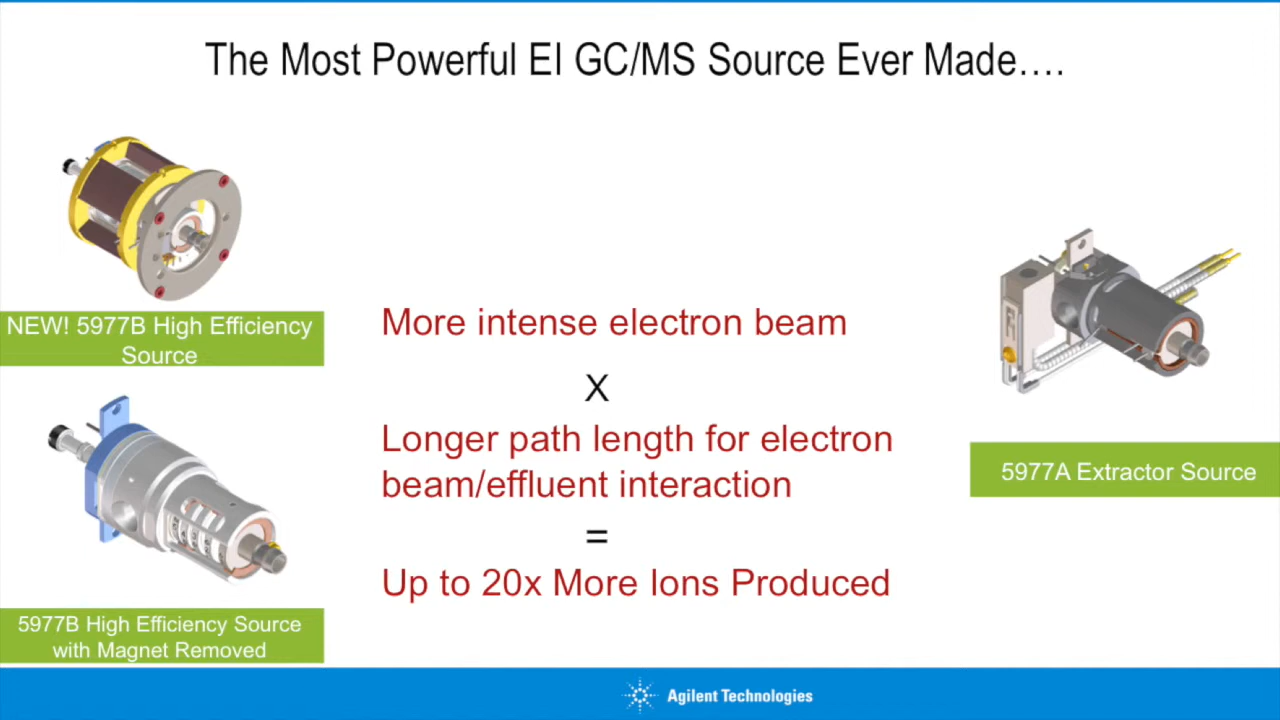 The Most Powerful EI GC/MS Source Ever Made....
NEW! 5977B High Efficiency
Source
More intense electron beam
X
Longer path length for electron
beam/effluent interaction
=
Up to 20x More Ions Produced
5977A Extractor Source
5977B High Efficiency Source
with Magnet Removed
Agilent Technologies